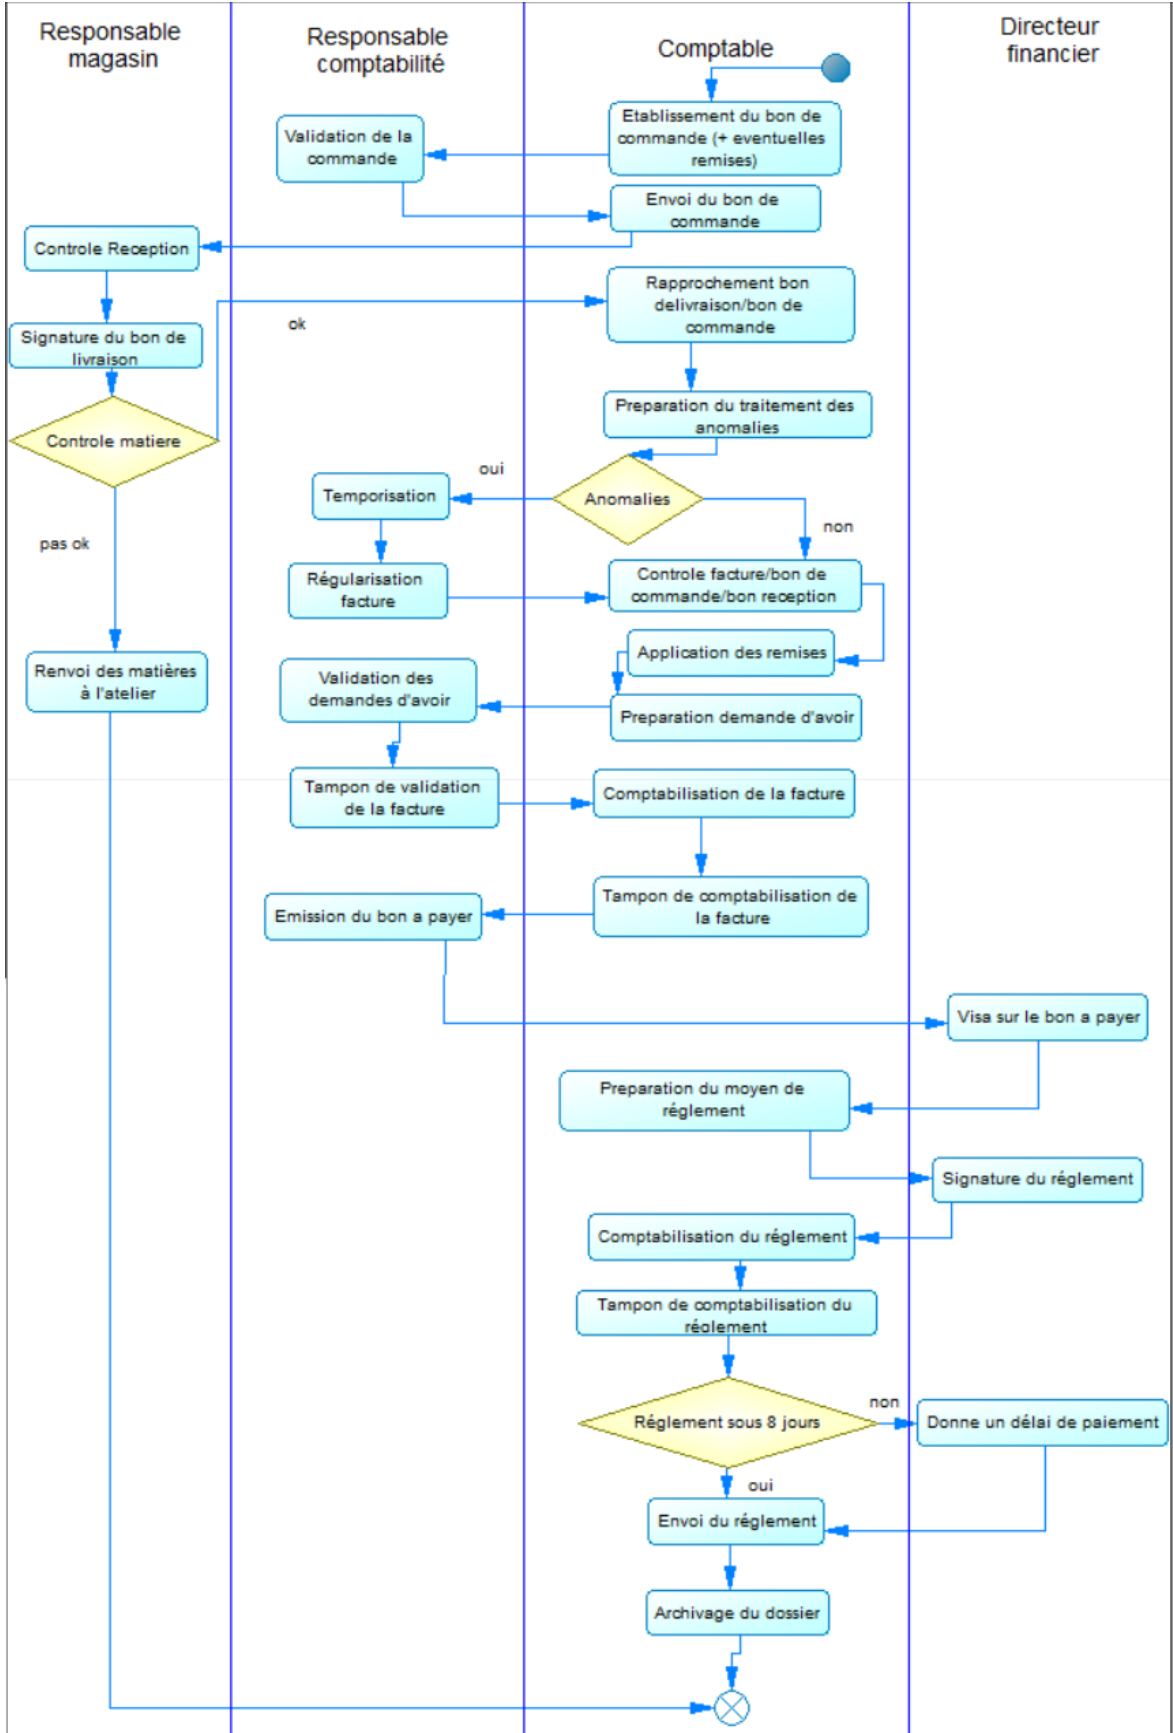 Responsable
magasin
Responsable
comptabilité
Comptable
Directeur
financier
Etablissement du bon de
commande (+ eventuelles
remises)
Validation de la
commande
Envoi du bon de
commande
Controle Reception
Rapprochement bon
delivraison/bon de
commande
ok
Signature du bon de
livraison
Preparation du traitement des
anomalies
Controle matiere
oui
Temporisation
Anomalies
non
pas ok
Régularisation
facture
Controle facture/bon de
commande/bon reception
Application des remises
Renvoi des matières
à l'atelier
Validation des
demandes d'avoir
Preparation demande d'avoir
Tampon de validation
de la facture
Comptabilisation de la facture
Tampon de comptabilisation de
la facture
Emission du bon a payer
Visa sur le bon a payer
Preparation du moyen de
réglement
Signature du réglement
Comptabilisation du réglement
Tampon de comptabilisation du
réglement
Réglement sous 8 jours
non
Donne un délai de paiement
oui
Envoi du réglement
Archivage du dossier